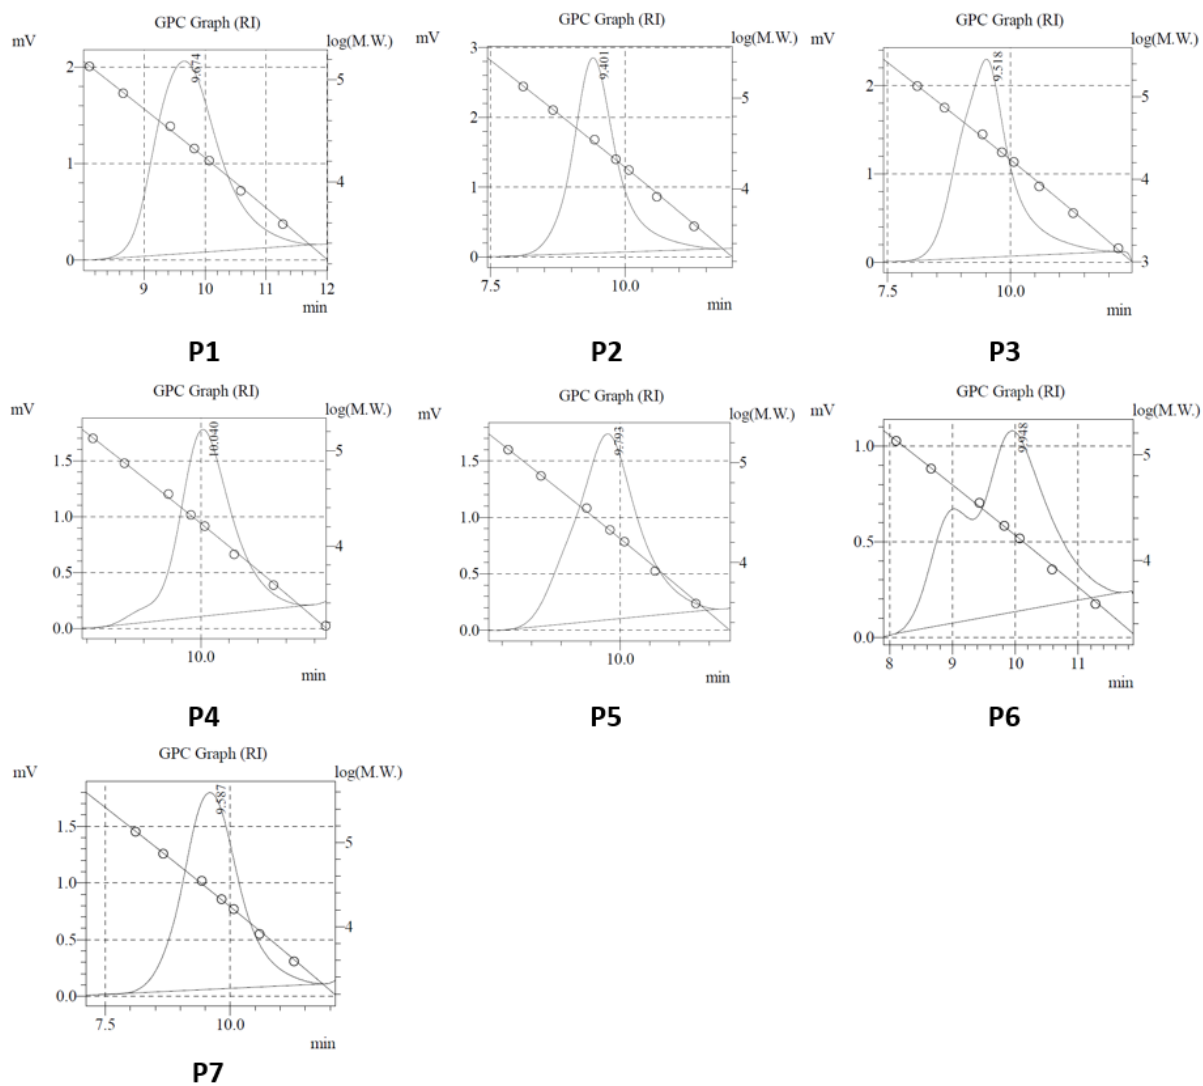 GPC Graph (RI)
mV
log(M.W.)
9.674
2
1
0
5
4
9
10
11
12
min
P1
GPC Graph (RI)
mV
log(M.W.)
9.401
3
2
1
0
5
4
7.5
10.0
min
P2
GPC Graph (RI)
mV
log(M.W.)
9.518
2
1
0
5
4
3
7.5
10.0
min
P3
GPC Graph (RI)
mV
log(M.W.)
10.040
1.5
1.0
0.5
0.0
5
4
10.0
min
P4
GPC Graph (RI)
mV
log(M.W.)
9.793
1.5
1.0
0.5
0.0
5
4
10.0
min
P5
GPC Graph (RI)
mV
log(M.W.)
9.948
1.0
0.5
0.0
5
4
8
9
10
11
min
P6
GPC Graph (RI)
mV
log(M.W.)
9.587
1.5
1.0
0.5
0.0
5
4
7.5
10.0
min
P7